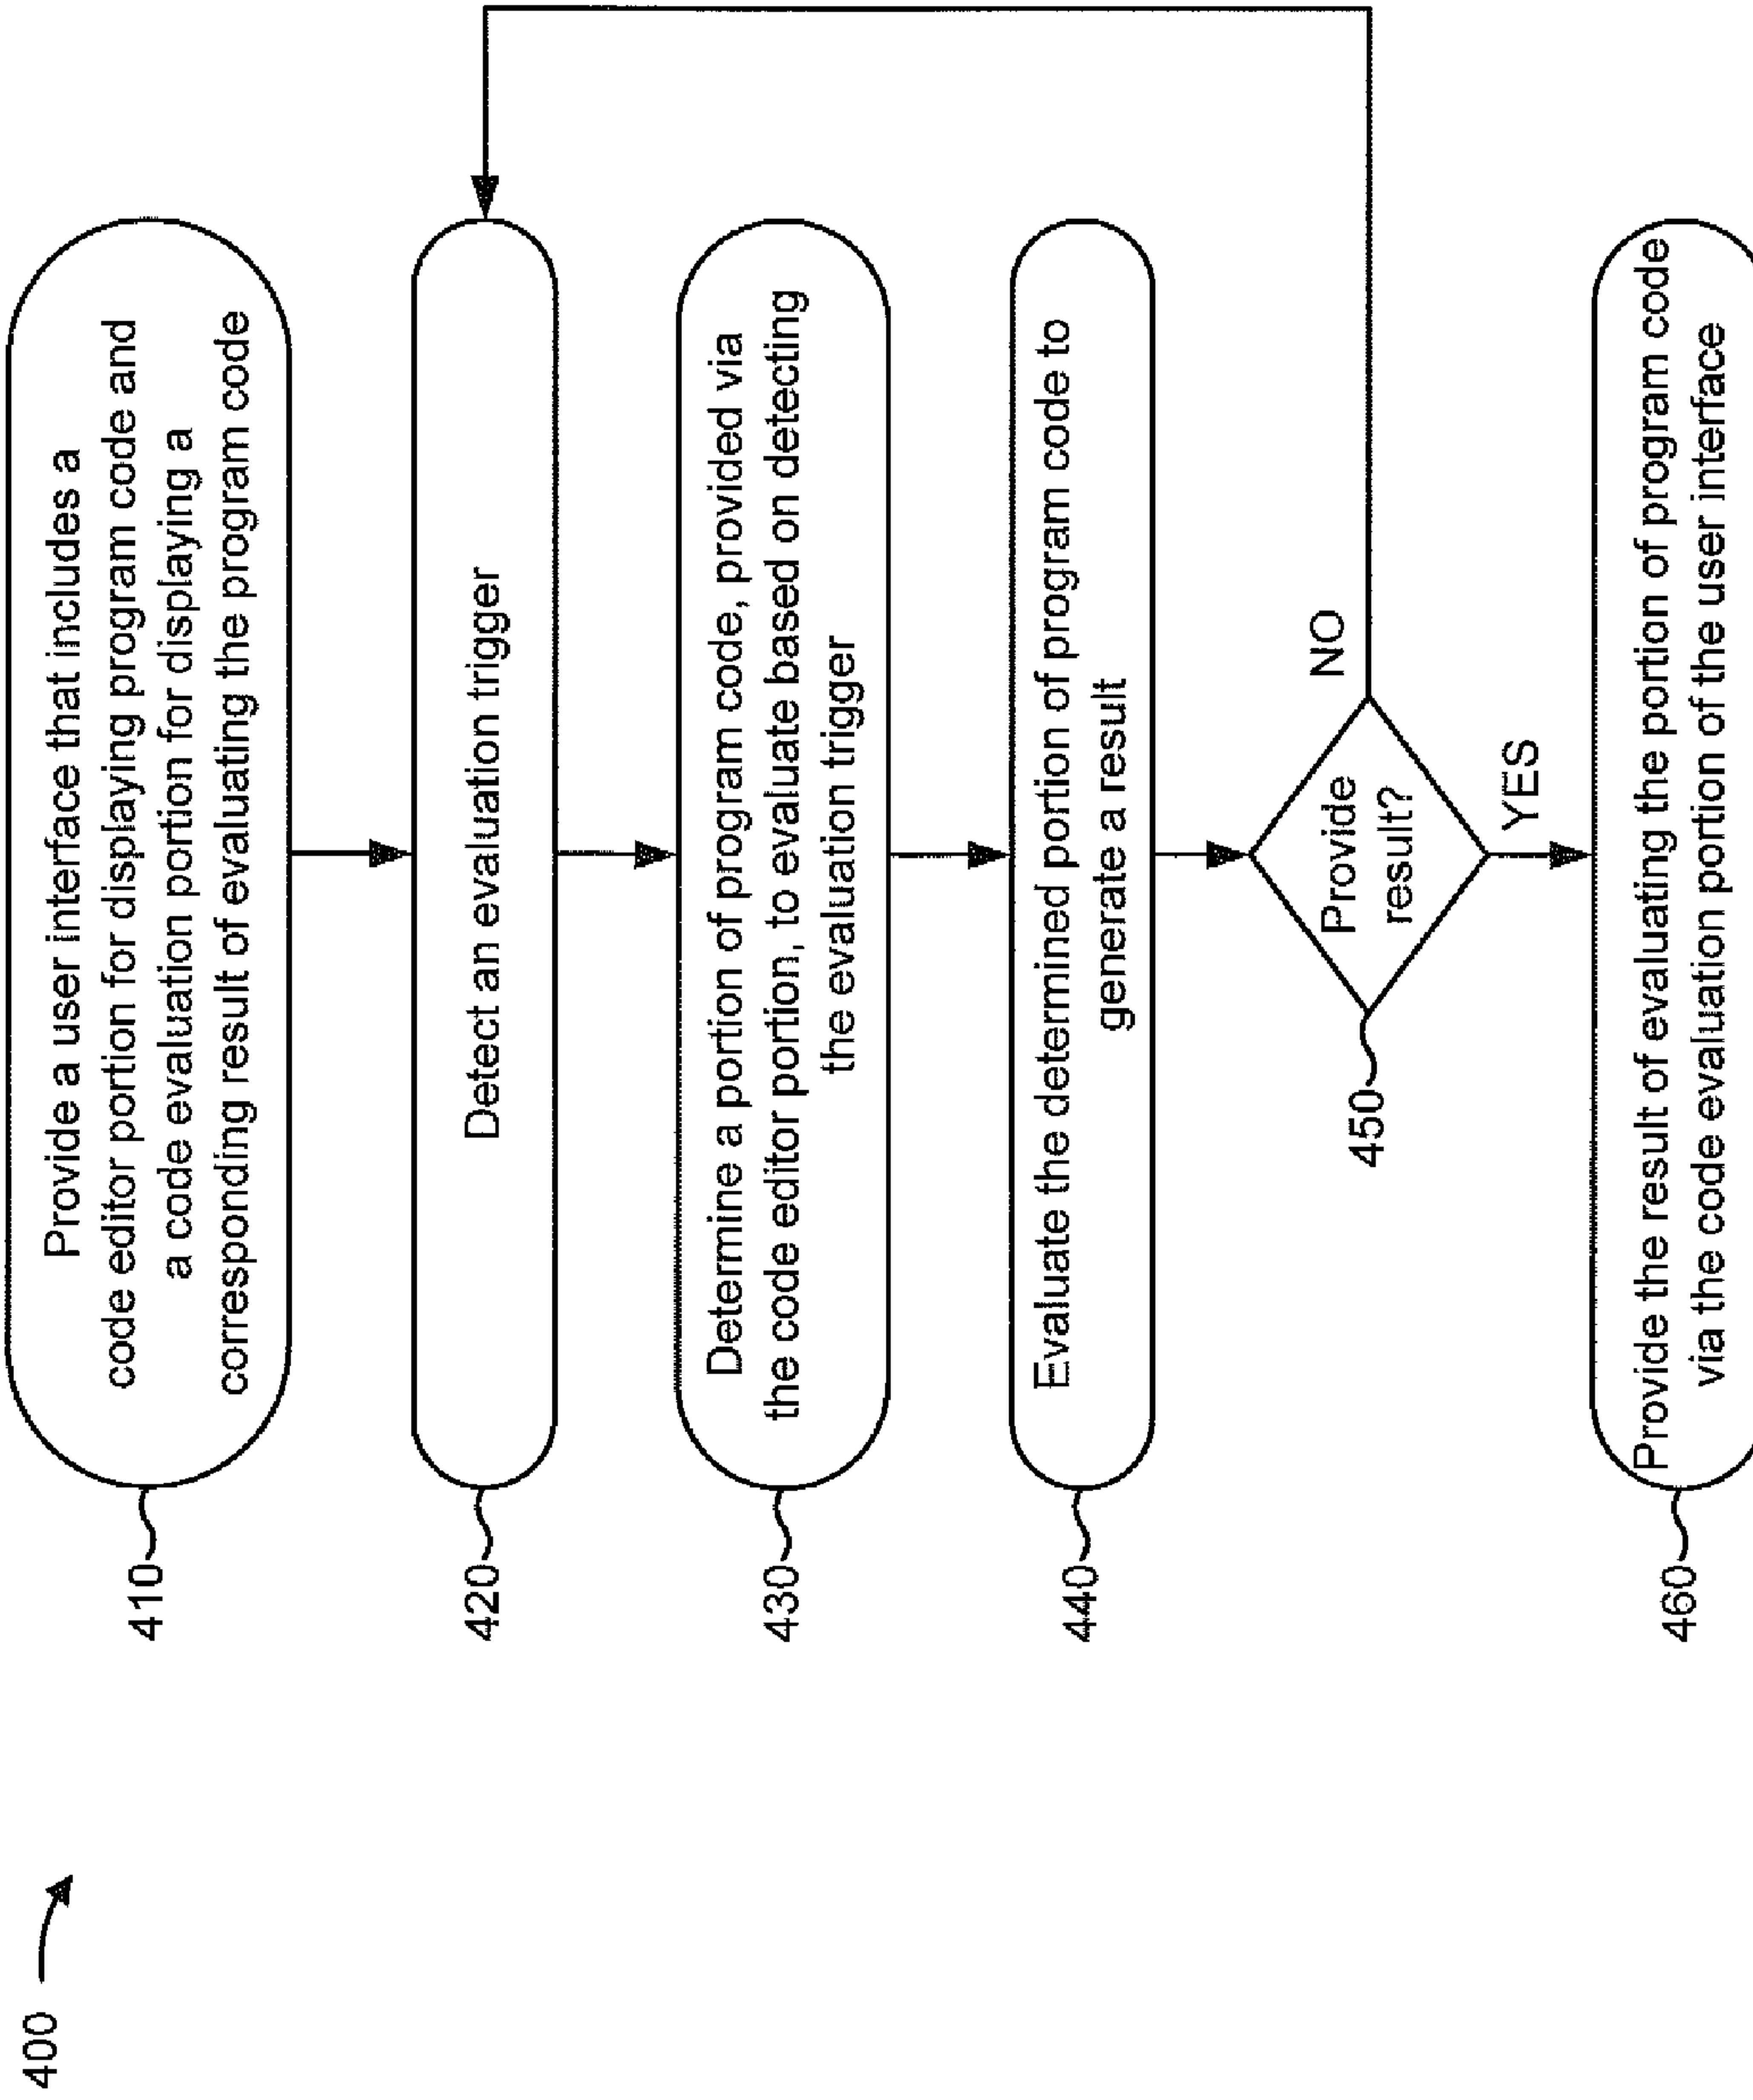 400
410
Provide a user interface that includes a
code editor portion for displaying program code and
a code evaluation portion for displaying a
corresponding result of evaluating the program code
420
Detect an evaluation trigger
430
Determine a portion of program code, provided via
the code editor portion, to evaluate based on detecting
the evaluation trigger
440
Evaluate the determined portion of program code to
generate a result
450
Provide
result?
NO
YES
460
Provide the result of evaluating the portion of program code
via the code evaluation portion of the user interface